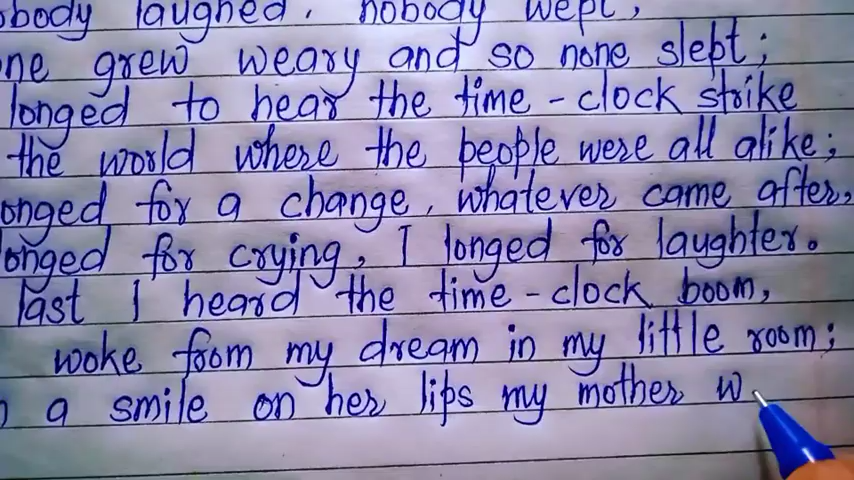 obody laughed. nobody wept,
ne grew weary and so none slept;
longed to hear the time-clock strike
the world where the people were all alike;
onged for a change, whatever came after,
onged for crying, I longed for laughter.
last I heard the time-clock boom,
woke from my dream in my little room;
a smile on her lips my mother w